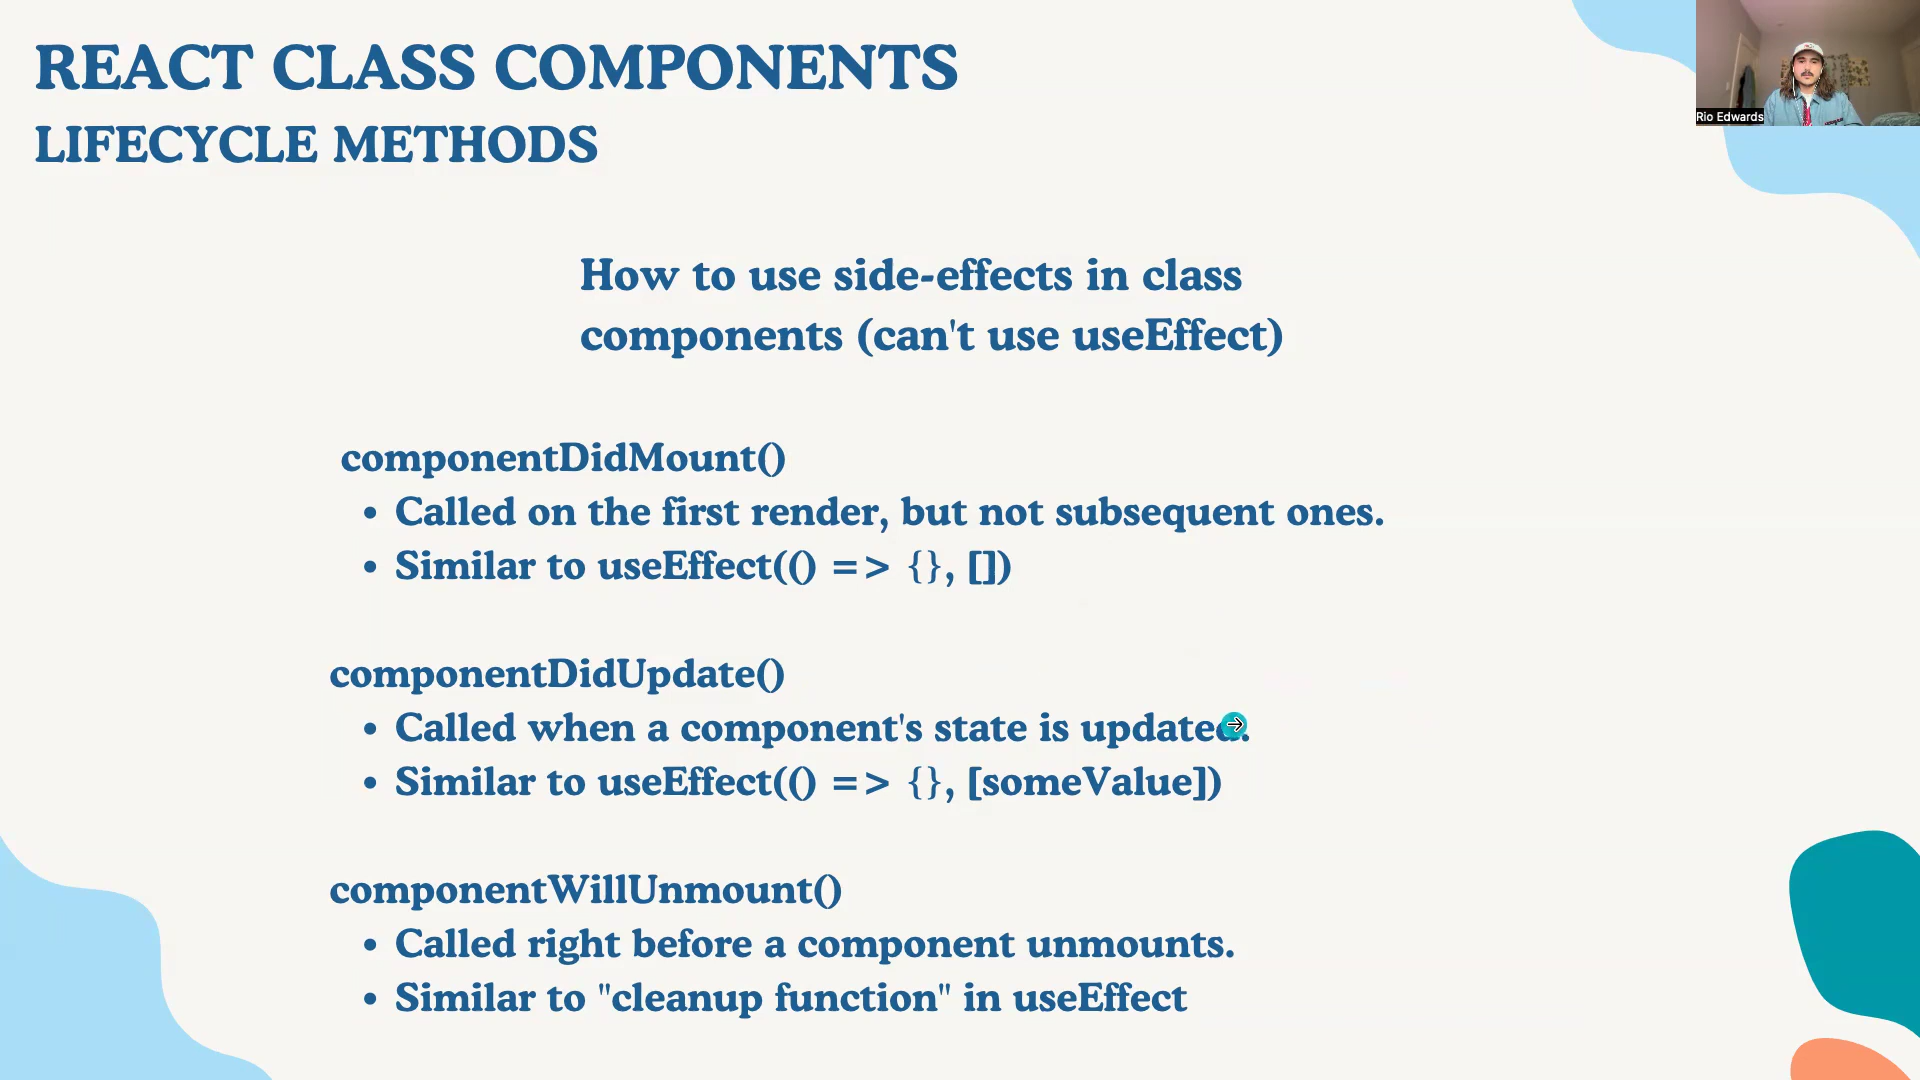 REACT CLASS COMPONENTS
LIFECYCLE METHODS
Rio Edwards
How to use side-effects in class
components (can't use useEffect)
componentDidMount()
• Called on the first render, but not subsequent ones.
• Similar to useEffect(() => {}, [])
componentDidUpdate()
• Called when a component's state is updated.
• Similar to useEffect(() => {}, [someValue])
componentWillUnmount()
• Called right before a component unmounts.
• Similar to "cleanup function" in useEffect